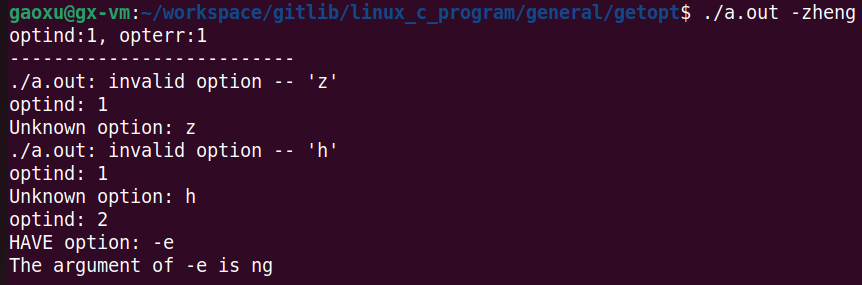 gaoxu@gx-vm:~/workspace/gitlib/linux_c_program/general/getopt$ ./a.out -zheng
optind:1, opterr:1
--------------------------
./a.out: invalid option -- 'z'
optind: 1
Unknown option: z
./a.out: invalid option -- 'h'
optind: 1
Unknown option: h
optind: 2
HAVE option: -e
The argument of -e is ng